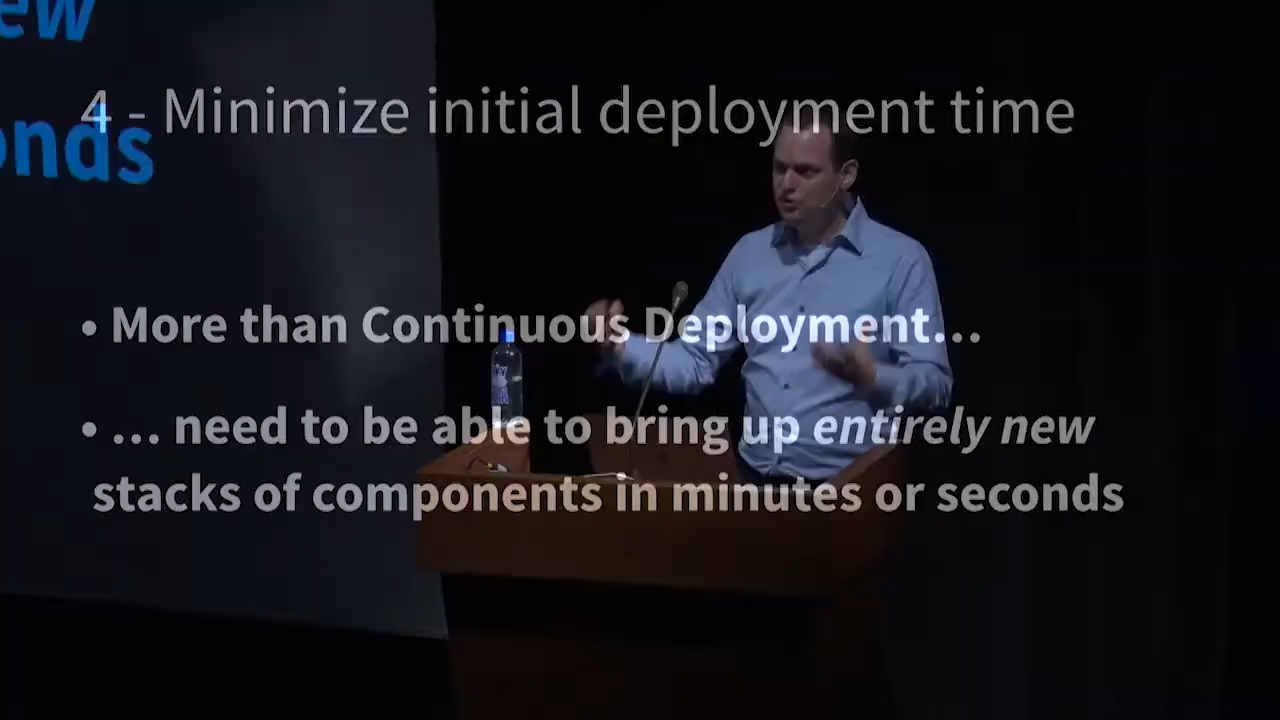 ew
onds
4 - Minimize initial deployment time
• More than Continuous Deployment…
• … need to be able to bring up entirely new
stacks of components in minutes or seconds